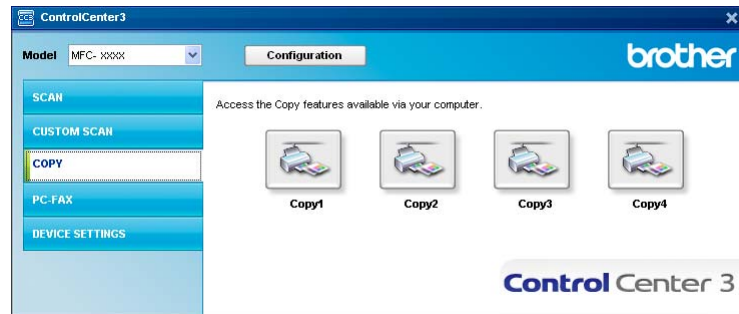 CC3 ControlCenter3
Model MFC- XXXX Configuration brother
SCAN
CUSTOM SCAN
COPY
PC-FAX
DEVICE SETTINGS
Access the Copy features available via your computer.
Copy1 Copy2 Copy3 Copy4
Control Center 3